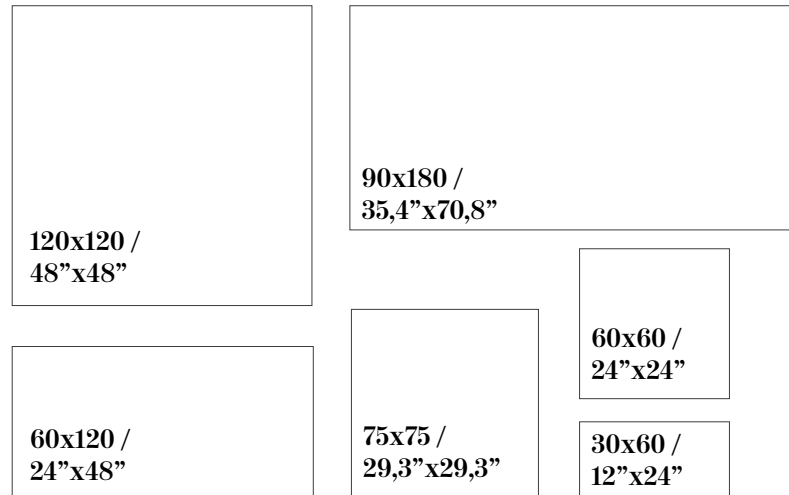 120x120 /
48”x48”
90x180 /
35,4”x70,8”
60x120 /
24”x48”
75x75 /
29,3”x29,3”
60x60 /
24”x24”
30x60 /
12”x24”